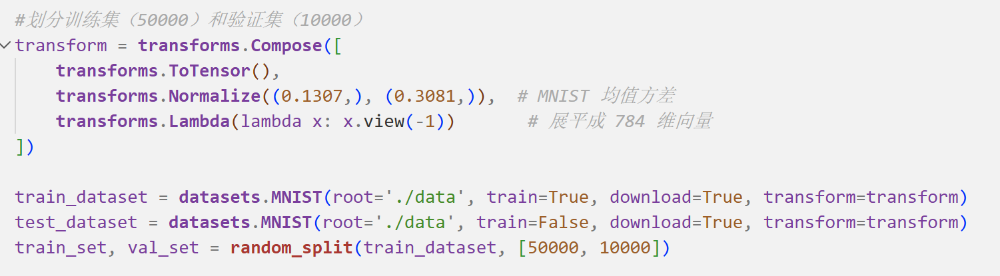 #划分训练集（50000）和验证集（10000）
transform = transforms.Compose([
    transforms.ToTensor(),
    transforms.Normalize((0.1307,), (0.3081,)),  # MNIST 均值方差
    transforms.Lambda(lambda x: x.view(-1))       # 展平成 784 维向量
])

train_dataset = datasets.MNIST(root='./data', train=True, download=True, transform=transform)
test_dataset = datasets.MNIST(root='./data', train=False, download=True, transform=transform)
train_set, val_set = random_split(train_dataset, [50000, 10000])